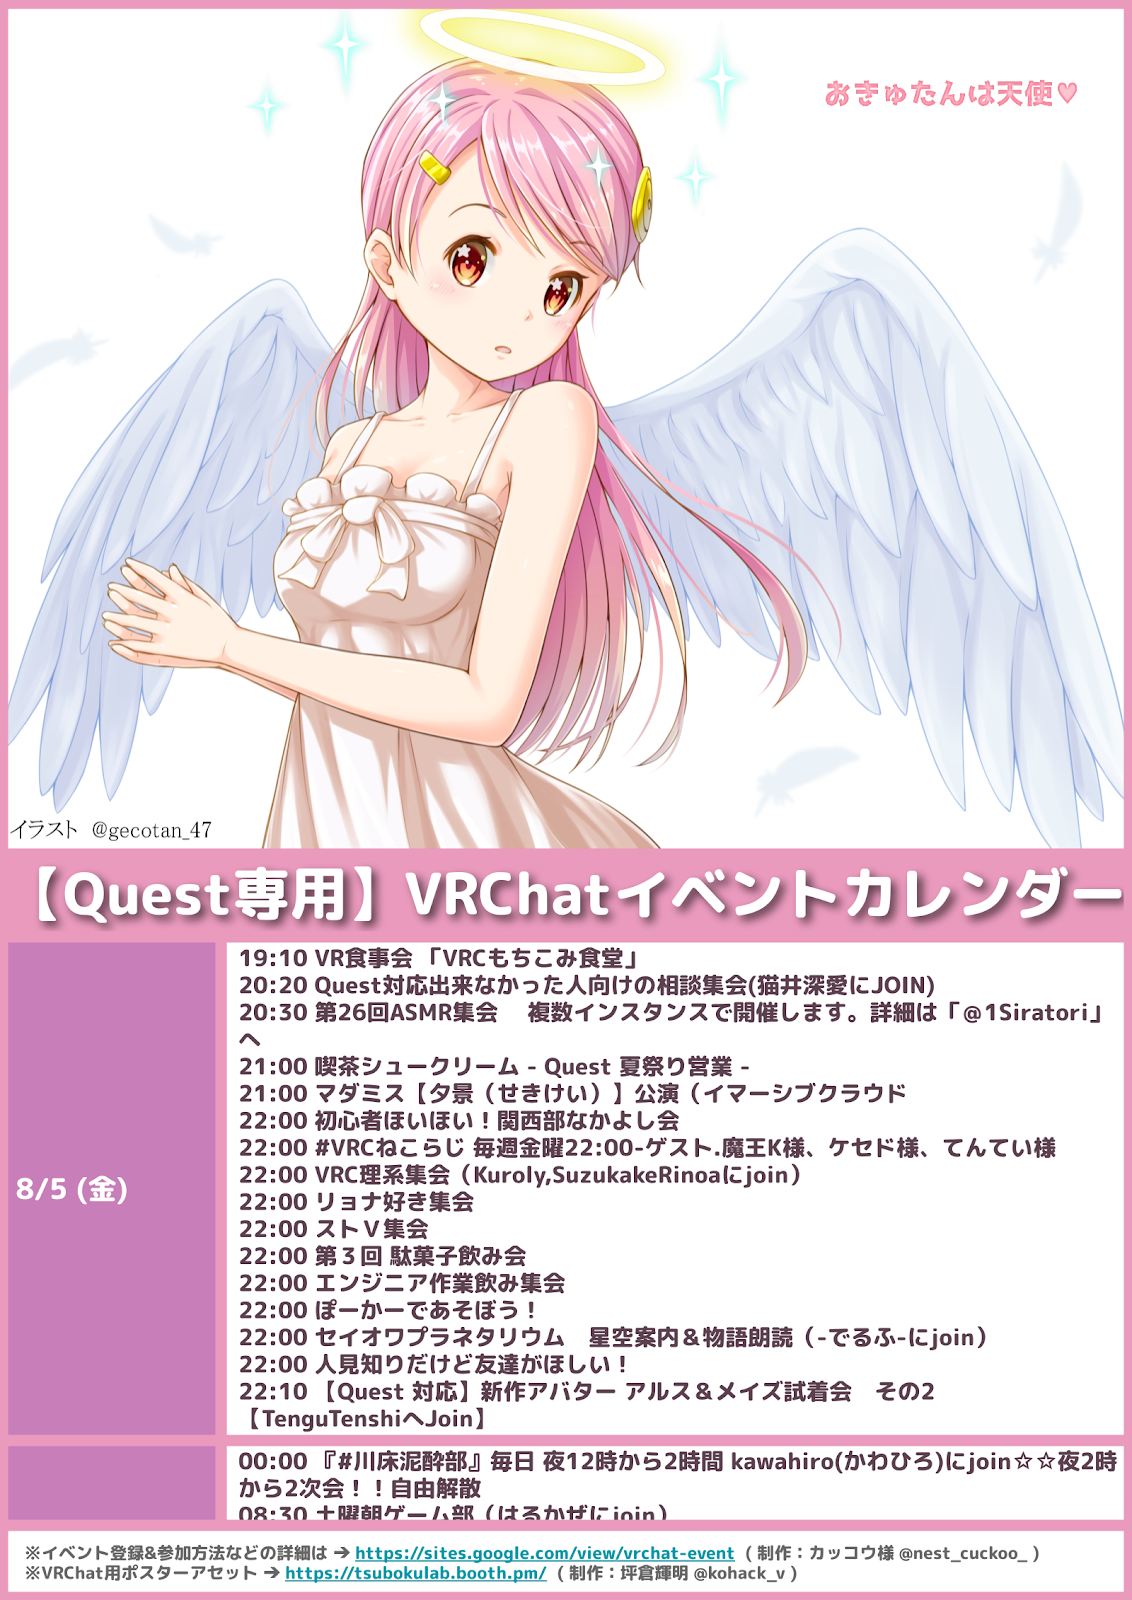 おきゅたんは天使♥
イラスト @gecotan_47
【Quest専用】VRChatイベントカレンダー
8/5 (金)
19:10 VR食事会 「VRCもちこみ食堂」
20:20 Quest対応出来なかった人向けの相談集会(猫井深愛にJOIN)
20:30 第26回ASMR集会　複数インスタンスで開催します。詳細は「@1Siratori」
へ
21:00 喫茶シュークリーム - Quest 夏祭り営業 -
21:00 マダミス【夕景（せきけい）】公演（イマーシブクラウド
22:00 初心者ほいほい！関西部なかよし会
22:00 #VRCねこらじ 毎週金曜22:00-ゲスト.魔王K様、ケセド様、てんてい様
22:00 VRC理系集会（Kuroly,SuzukakeRinoaにjoin）
22:00 リョナ好き集会
22:00 ストＶ集会
22:00 第３回 駄菓子飲み会
22:00 エンジニア作業飲み集会
22:00 ぽーかーであそぼう！
22:00 セイオワプラネタリウム　星空案内＆物語朗読（-でるふ-にjoin）
22:00 人見知りだけど友達がほしい！
22:10 【Quest 対応】新作アバター アルス＆メイズ試着会　その2
【TenguTenshiへJoin】
00:00 『#川床泥酔部』毎日 夜12時から2時間 kawahiro(かわひろ)にjoin☆☆夜2時
から2次会！！自由解散
08:30 土曜朝ゲーム部（はるかぜにjoin）
※イベント登録&参加方法などの詳細は ➔ https://sites.google.com/view/vrchat-event （制作：カッコウ様 @nest_cuckoo_ ）
※VRChat用ポスターアセット ➔ https://tsubokulab.booth.pm/ （制作：坪倉輝明 @kohack_v ）